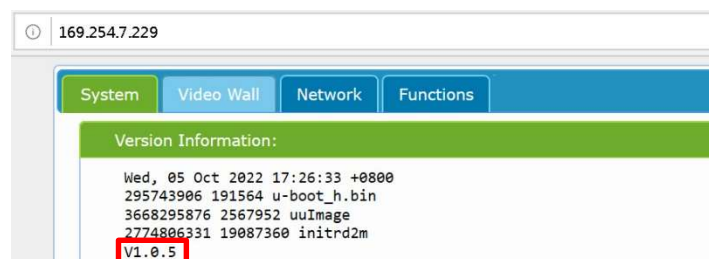 169.254.7.229
System Video Wall Network Functions
Version Information:
Wed, 05 Oct 2022 17:26:33 +0800
295743906 191564 u-boot_h.bin
3668295876 2567952 uuImage
2774806331 19087360 initrd2m
V1.0.5